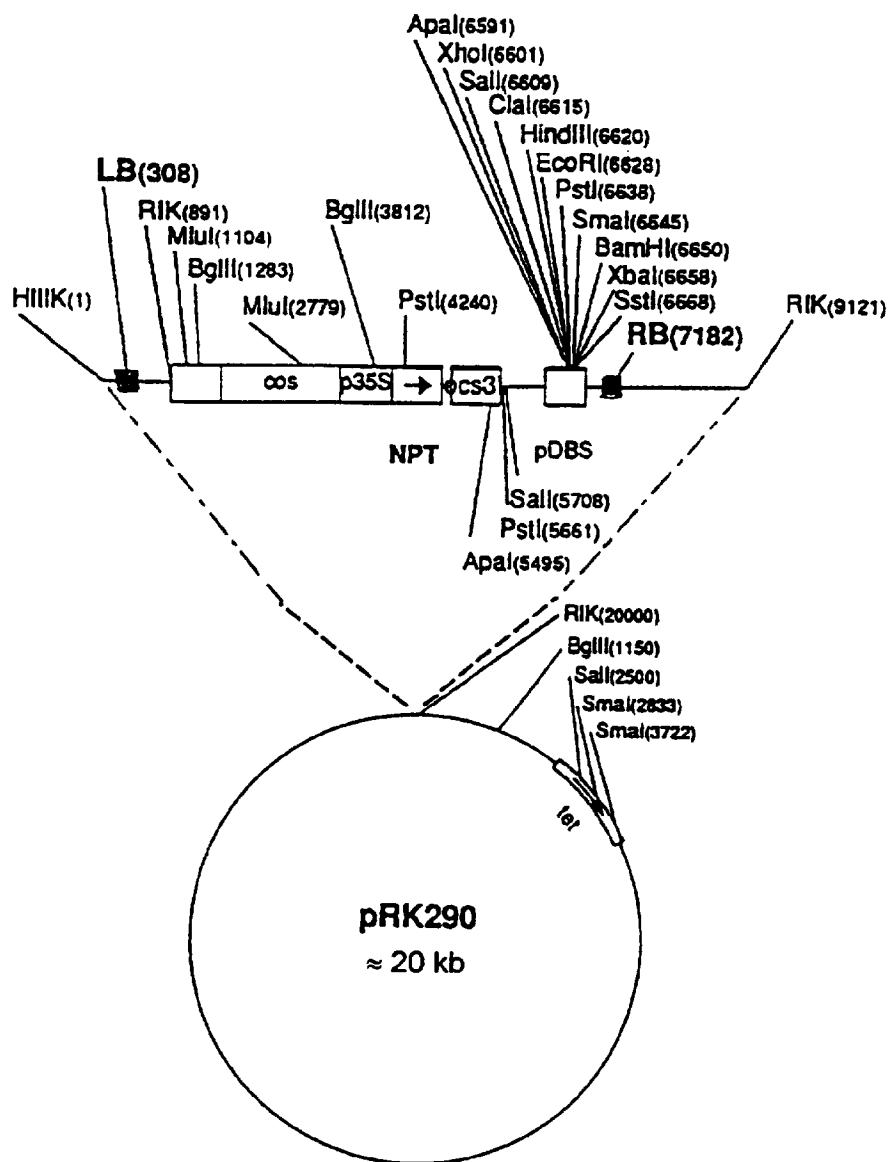 ApaI(6591)
XhoI(6601)
SalI(6609)
ClaI(6615)
HindIII(6620)
EcoRI(6628)
PstI(6638)
SmaI(6645)
BamHI(6650)
XbaI(6658)
SstI(6668)
LB(308)
RIK(891)
MluI(1104)
BglII(1283)
BglII(3812)
HIIIK(1)
MluI(2779)
PstI(4240)
RB(7182)
RIK(9121)
cos
p35S
cs3
NPT
pDBS
SalI(5708)
PstI(5661)
ApaI(5495)
RIK(20000)
BglII(1150)
SalI(2500)
SmaI(2833)
SmaI(3722)
tet
pRK290
≈ 20 kb